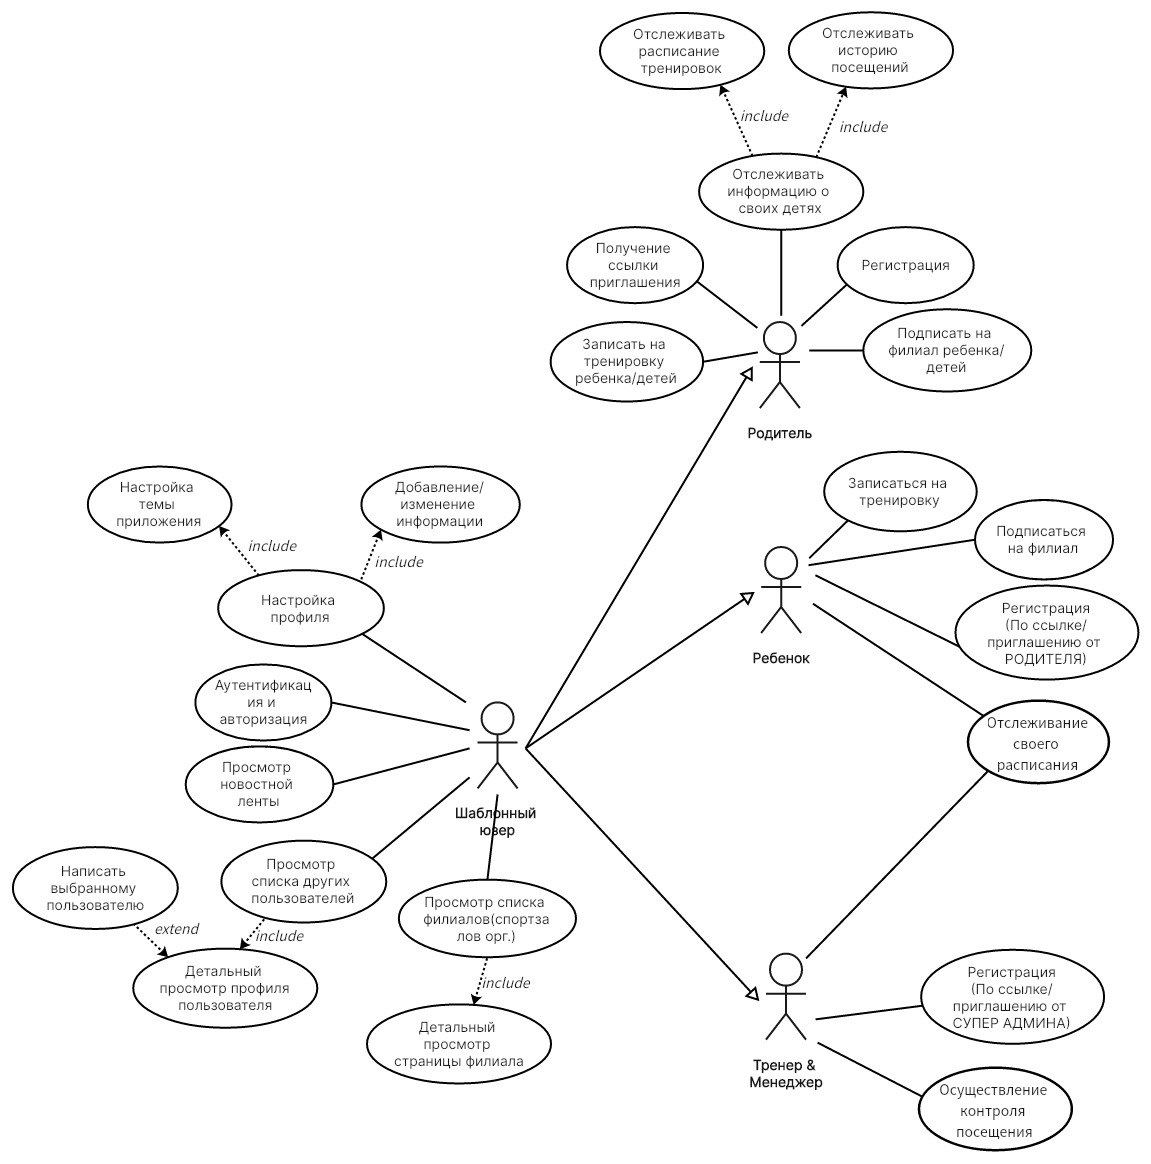 Отслеживать
расписание
тренировок
Отслеживать
историю
посещений
include
include
Отслеживать
информацию о
своих детях
Получение
ссылки
приглашения
Регистрация
Записать на
тренировку
ребенка/детей
Подписать на
филиал ребенка/
детей
Родитель
Настройка
темы
приложения
Добавление/
изменение
информации
include
include
Настройка
профиля
Записаться на
тренировку
Подписаться
на филиал
Регистрация
(По ссылке/
приглашению от
РОДИТЕЛЯ)
Ребенок
Отслеживание
своего
расписания
Аутентификац
ия и
авторизация
Просмотр
новостной
ленты
Шаблонный
юзер
Просмотр
списка других
пользователей
Написать
выбранному
пользователю
extend
include
Детальный
просмотр профиля
пользователя
Просмотр списка
филиалов(спортза
лов орг.)
include
Детальный
просмотр
страницы филиала
Тренер &
Менеджер
Регистрация
(По ссылке/
приглашению от
СУПЕР АДМИНА)
Осуществление
контроля
посещения